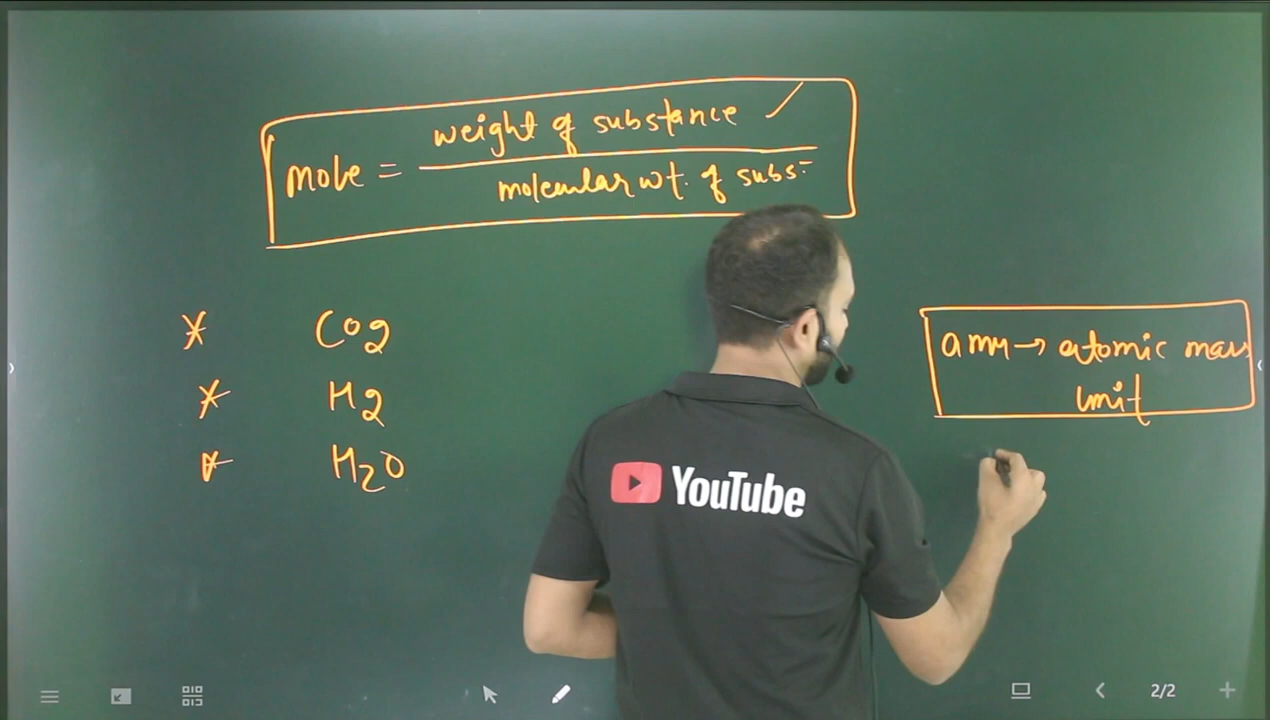 weight of substance
mole =
molecular wt. of subs.
* CO2
* H2
* H2O
amu → atomic mass
unit
YouTube
2/2